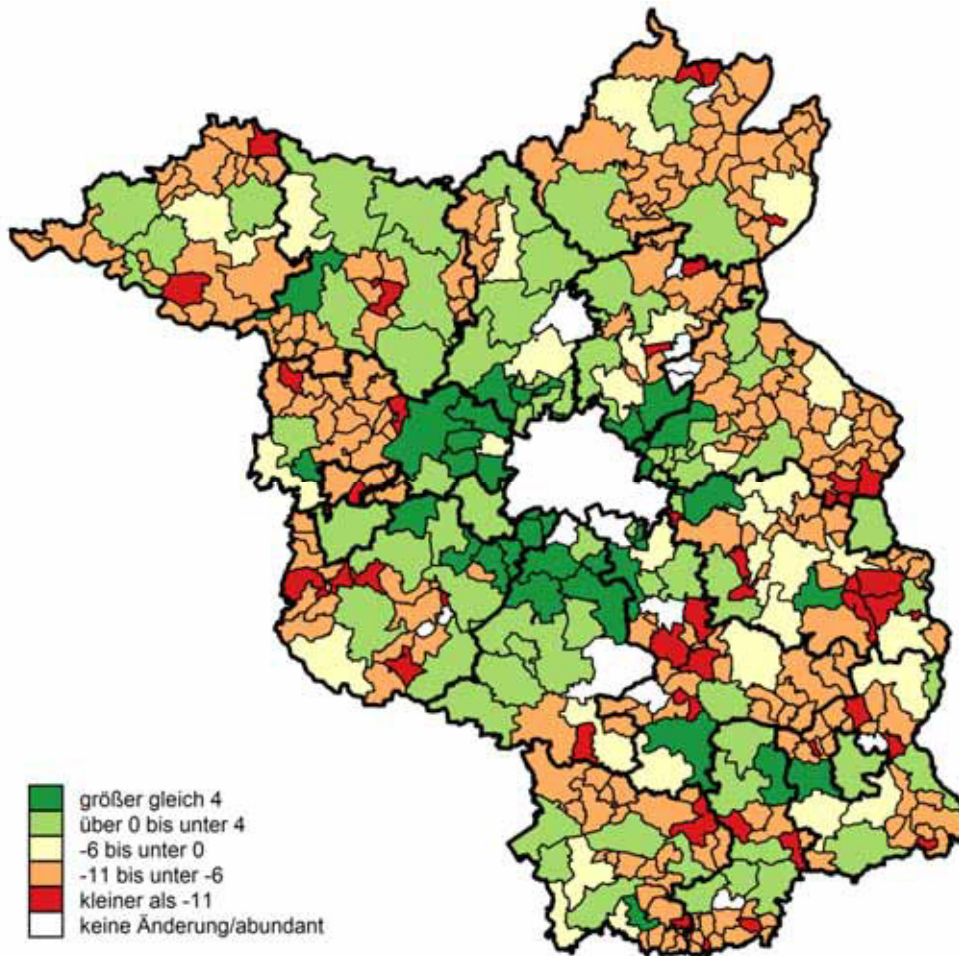 größer gleich 4
über 0 bis unter 4
-6 bis unter 0
-11 bis unter -6
kleiner als -11
keine Änderung/abundant